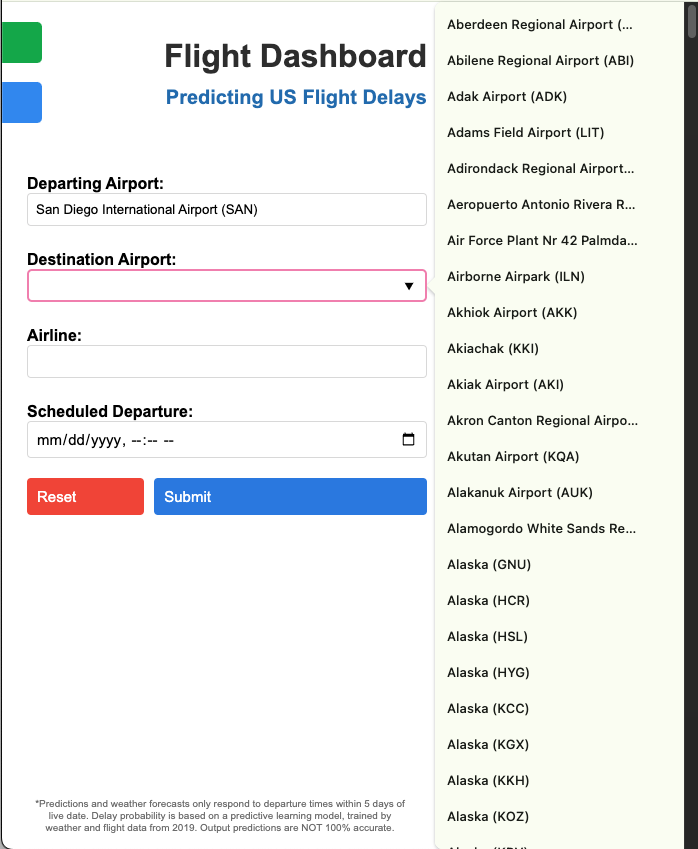 Flight Dashboard
Predicting US Flight Delays
Departing Airport:
San Diego International Airport (SAN)
Destination Airport:
Airline:
Scheduled Departure:
mm/dd/yyyy, --:-- --
Reset
Submit
*Predictions and weather forecasts only respond to departure times within 5 days of
live date. Delay probability is based on a predictive learning model, trained by
weather and flight data from 2019. Output predictions are NOT 100% accurate.
Aberdeen Regional Airport (...
Abilene Regional Airport (ABI)
Adak Airport (ADK)
Adams Field Airport (LIT)
Adirondack Regional Airport...
Aeropuerto Antonio Rivera R...
Air Force Plant Nr 42 Palmda...
Airborne Airpark (ILN)
Akhiok Airport (AKK)
Akiachak (KKI)
Akiak Airport (AKI)
Akron Canton Regional Airpo...
Akutan Airport (KQA)
Alakanuk Airport (AUK)
Alamogordo White Sands Re...
Alaska (GNU)
Alaska (HCR)
Alaska (HSL)
Alaska (HYG)
Alaska (KCC)
Alaska (KGX)
Alaska (KKH)
Alaska (KOZ)